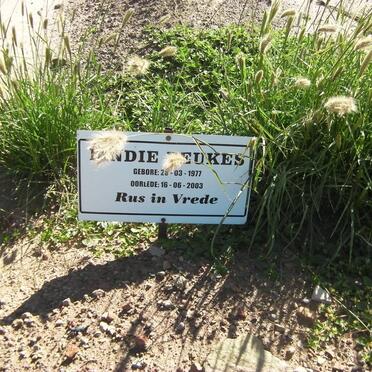 GEBORE: 28 - 03 - 1977
OORLEDE: 16 - 06 - 2003
Rus in Vrede